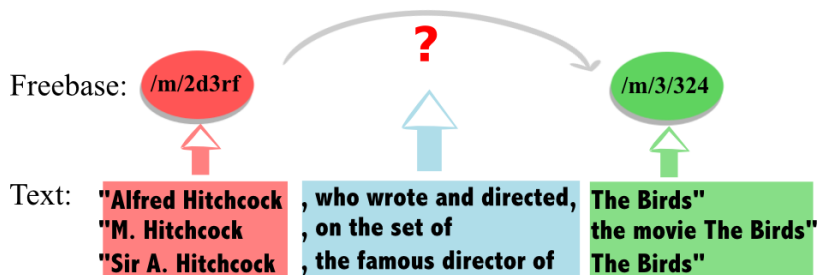 ?
Freebase: /m/2d3rf /m/3/324
Text: "Alfred Hitchcock , who wrote and directed, The Birds"
"M. Hitchcock , on the set of the movie The Birds"
"Sir A. Hitchcock , the famous director of The Birds"